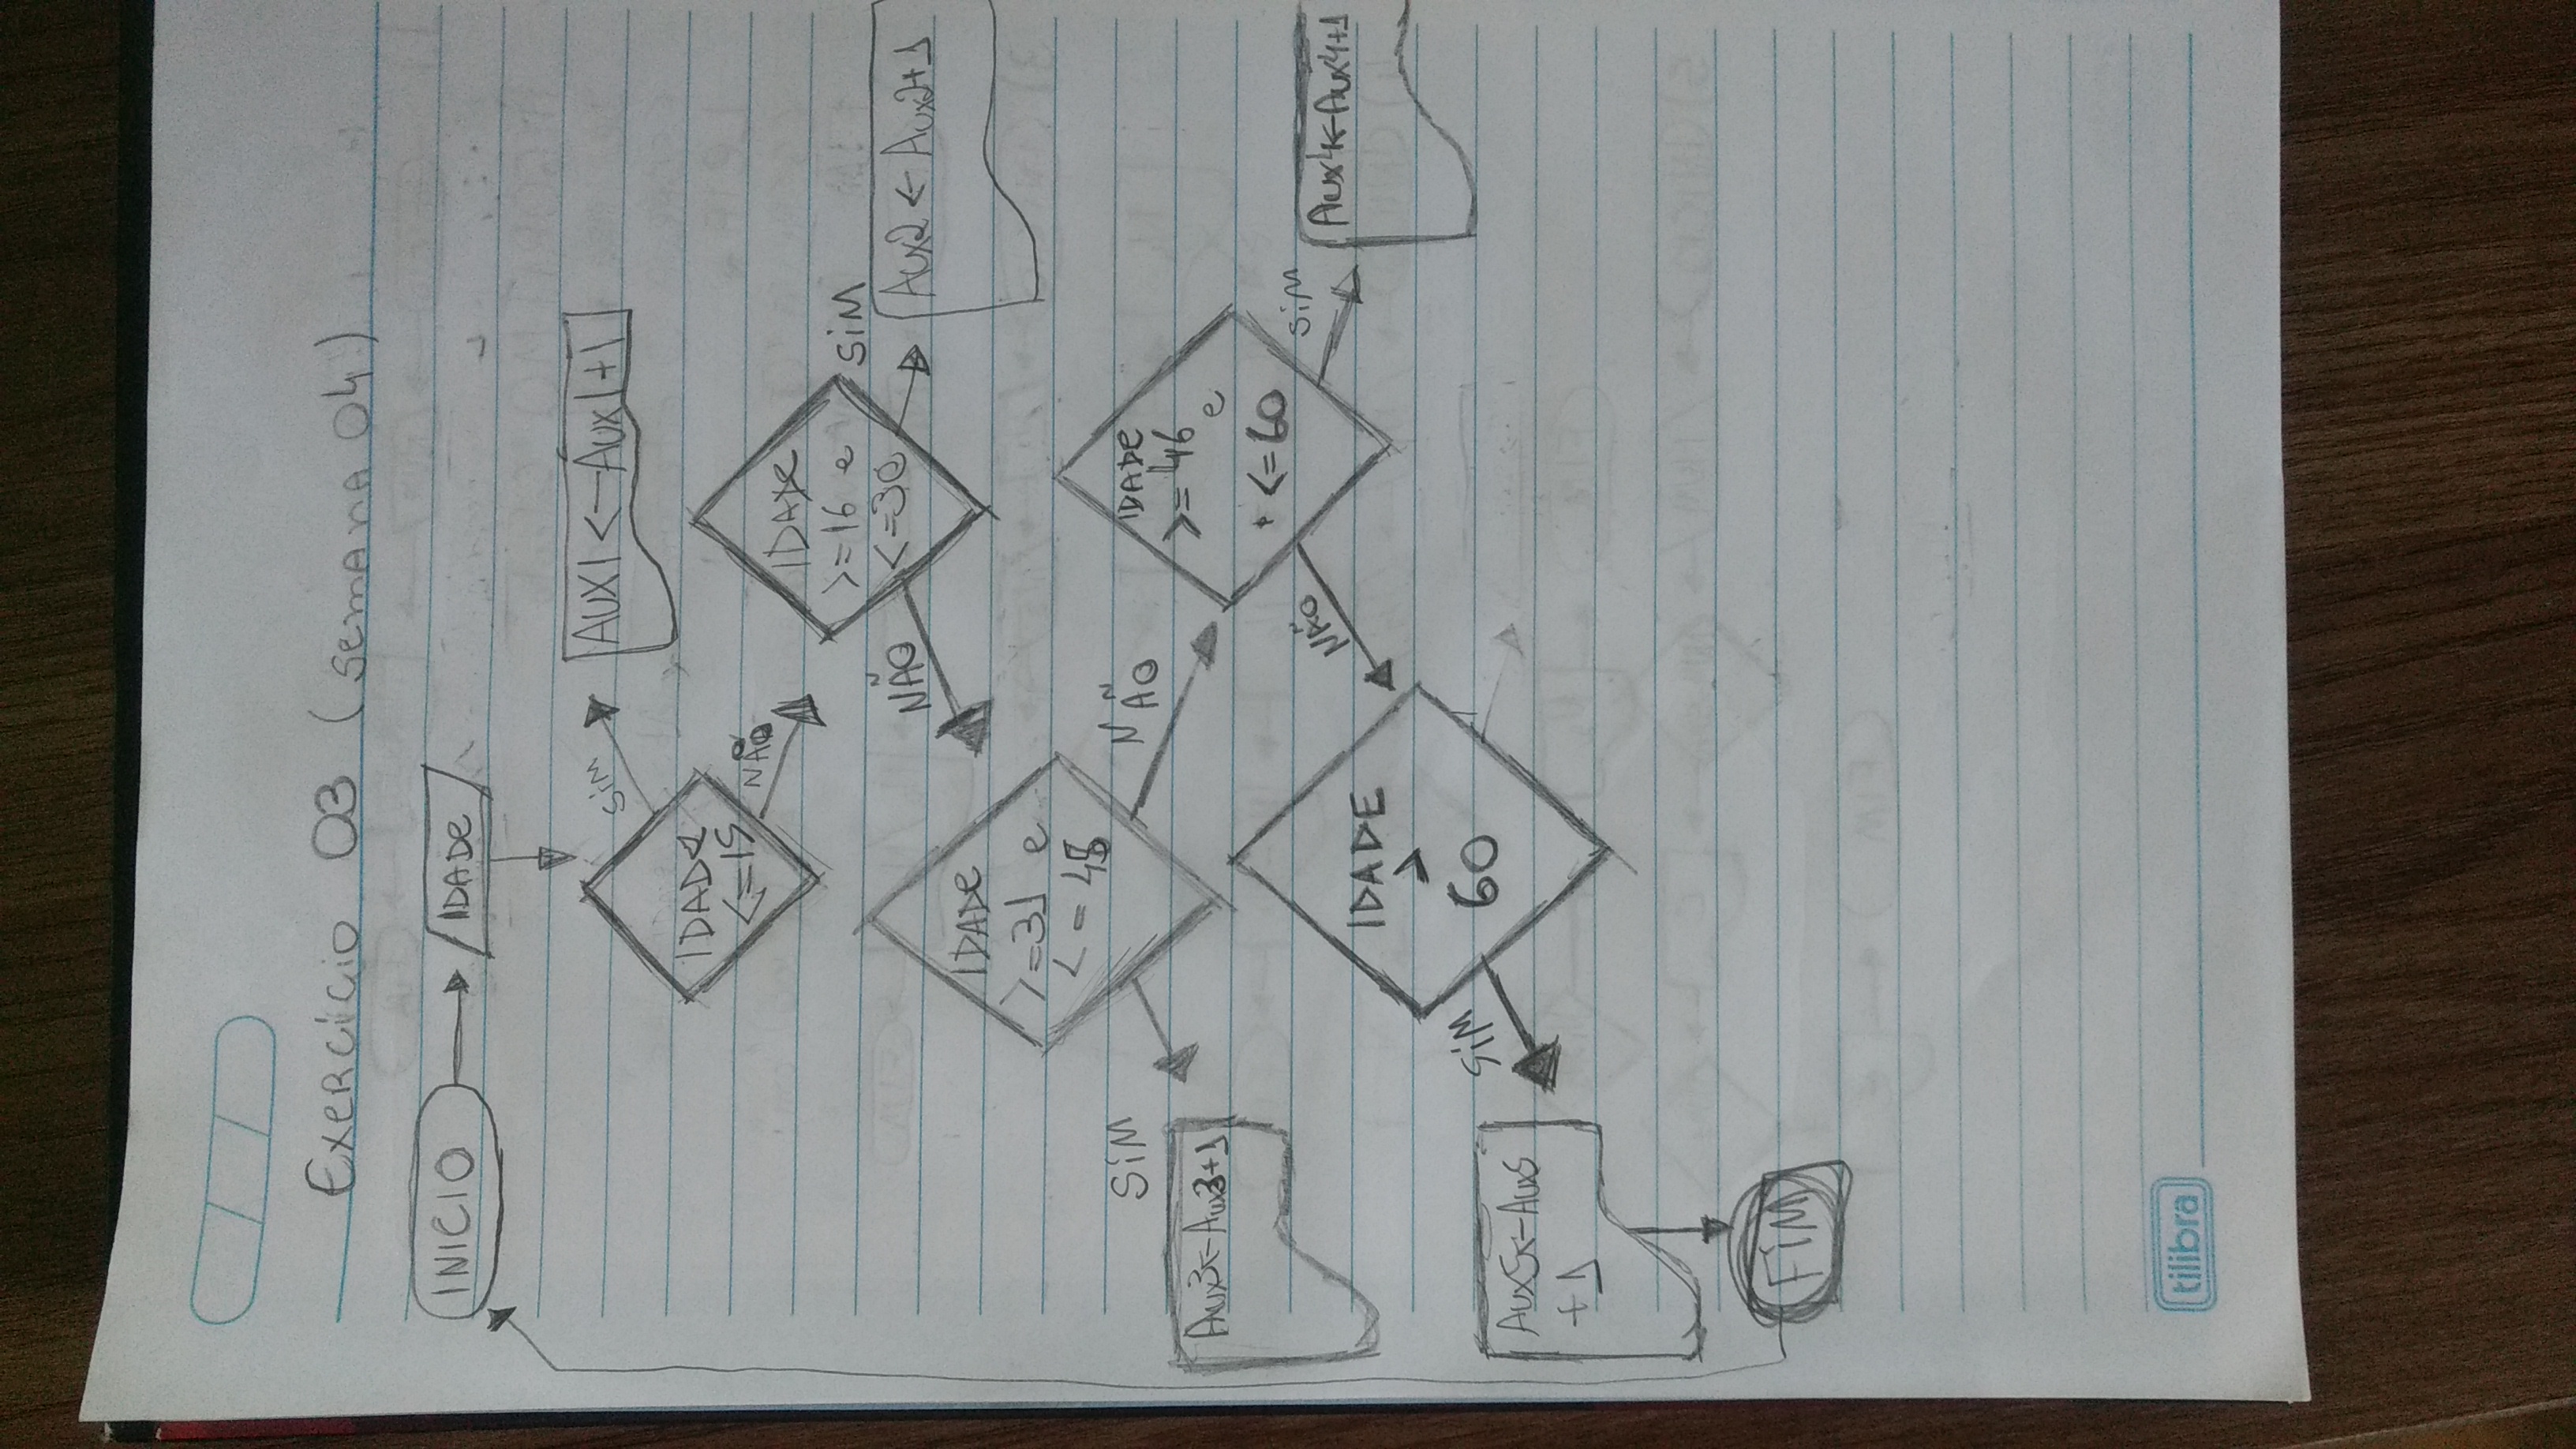 Exercício 03 (semana 04)
INICIO
IDADE
IDADE
<=15
SIM
AUX1 <- AUX1+1
NÃO
IDADE
>=16 e
<=30
SIM
Aux2 <- Aux2+1
NÃO
IDADE
>=31 e
<=45
SIM
Aux3<-Aux3+1
NÃO
IDADE
>=46
e
<=60
SIM
Aux4<-Aux4+1
NÃO
IDADE
>
60
SIM
Aux5<-Aux5
+1
FIM
tilibra